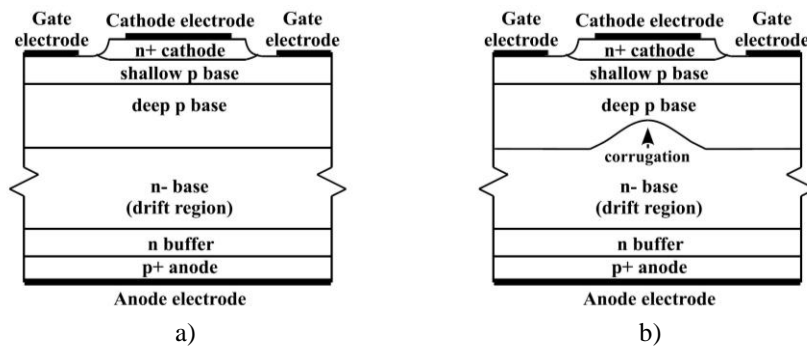 Gate
electrode
Cathode electrode
Gate
electrode
n+ cathode
shallow p base
deep p base
n- base
(drift region)
n buffer
p+ anode
Anode electrode
a)
Gate
electrode
Cathode electrode
Gate
electrode
n+ cathode
shallow p base
deep p base
corrugation
n- base
(drift region)
n buffer
p+ anode
Anode electrode
b)